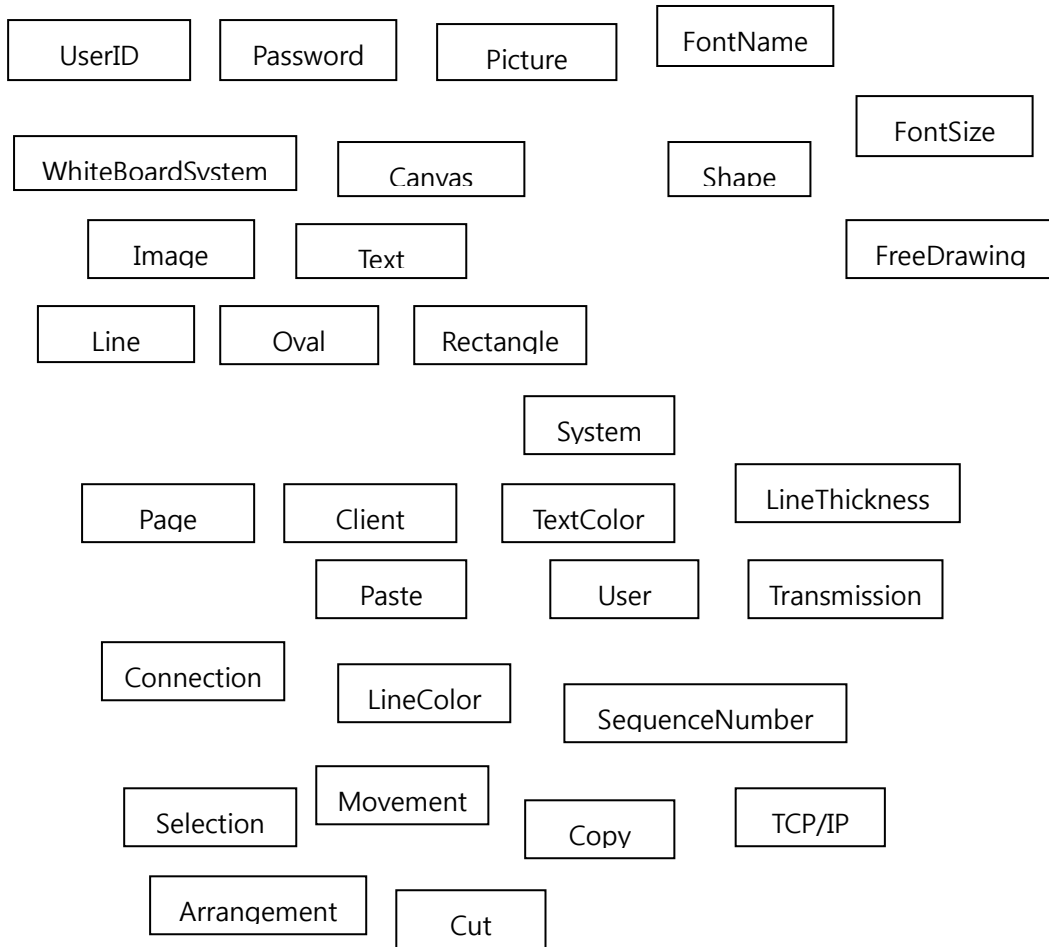 UserID Password Picture FontName
FontSize
WhiteBoardSystem Canvas Shape
Image Text FreeDrawing
Line Oval Rectangle
System
Page Client TextColor LineThickness
Paste User Transmission
Connection LineColor SequenceNumber
Selection Movement Copy TCP/IP
Arrangement Cut